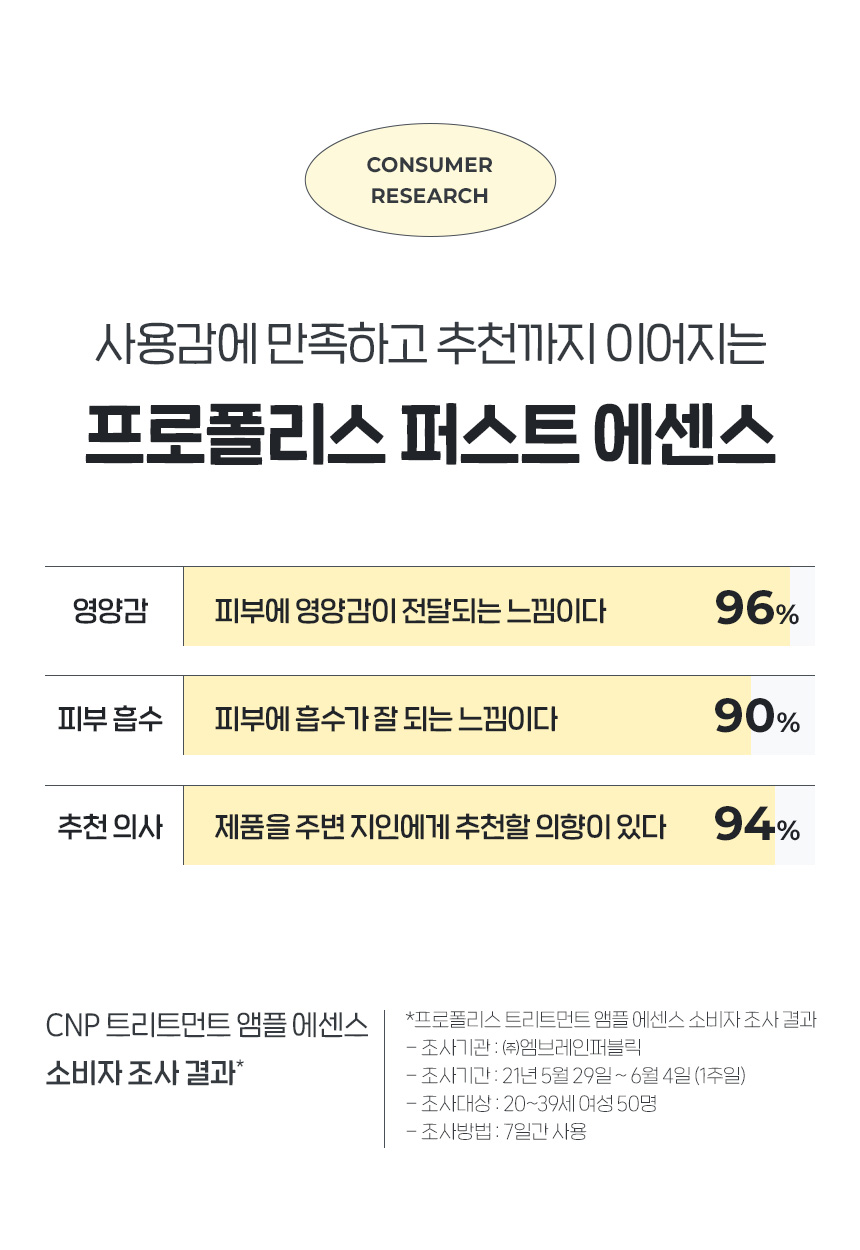 CONSUMER
RESEARCH
사용감에 만족하고 추천까지 이어지는
프로폴리스 퍼스트 에센스
영양감 피부에 영양감이 전달되는 느낌이다 96%
피부 흡수 피부에 흡수가 잘 되는 느낌이다 90%
추천 의사 제품을 주변 지인에게 추천할 의향이 있다 94%
CNP 트리트먼트 앰플 에센스
소비자 조사 결과*
*프로폴리스 트리트먼트 앰플 에센스 소비자 조사 결과
- 조사기관 : ㈜엠브레인퍼블릭
- 조사기간 : 21년 5월 29일 ~ 6월 4일 (1주일)
- 조사대상 : 20~39세 여성 50명
- 조사방법 : 7일간 사용